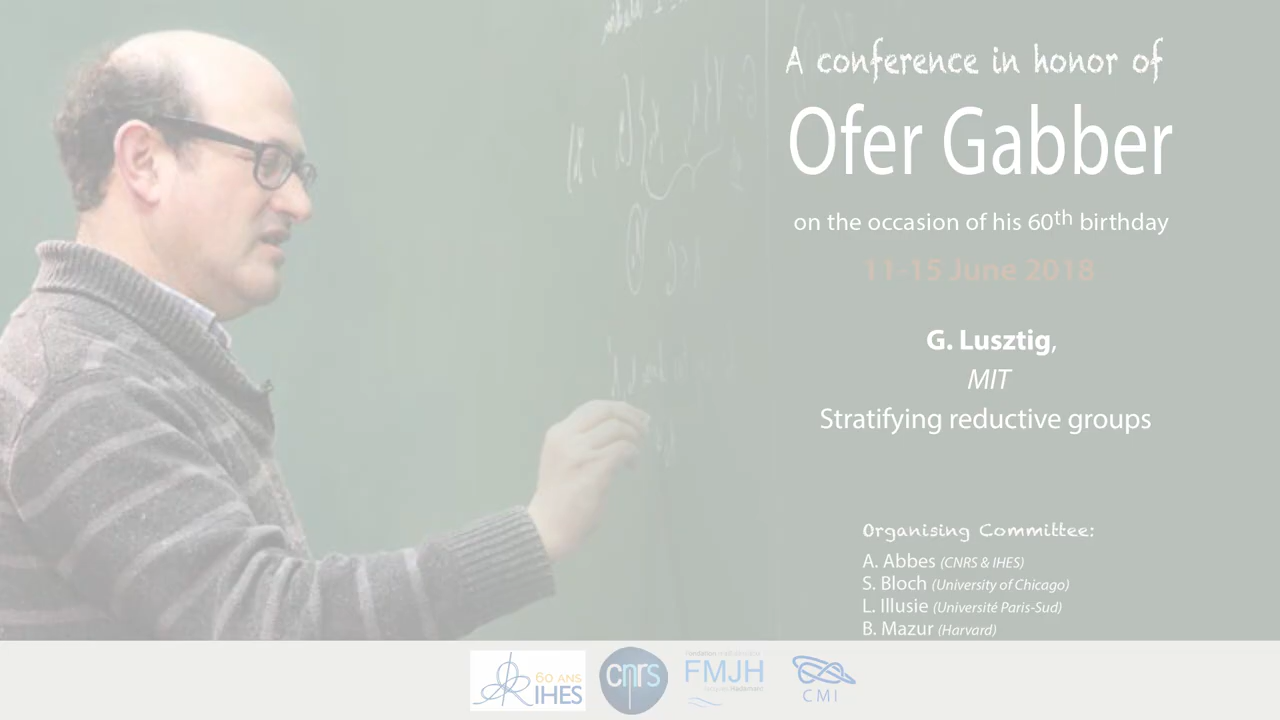 A conference in honor of
Ofer Gabber
on the occasion of his 60th birthday
11-15 June 2018
G. Lusztig,
MIT
Stratifying reductive groups
Organising Committee:
A. Abbes (CNRS & IHES)
S. Bloch (University of Chicago)
L. Illusie (Université Paris-Sud)
B. Mazur (Harvard)
60 ANS
IHES
cnrs
FMJH
CMI